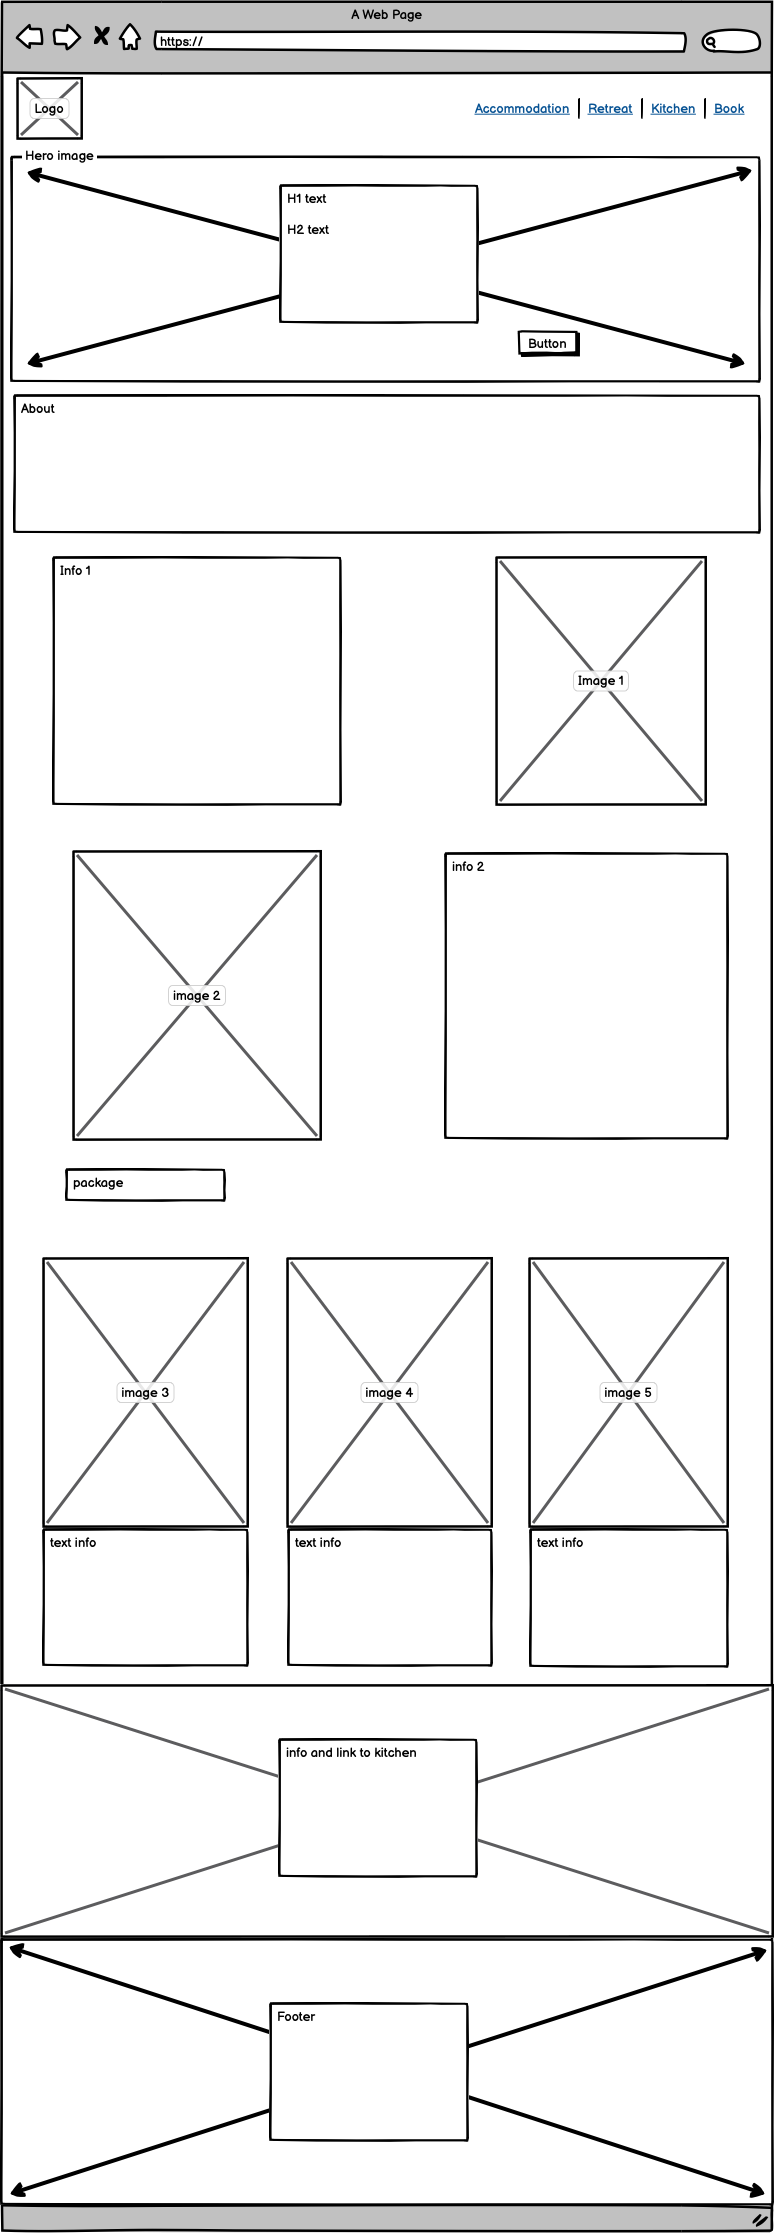 A Web Page
https://
Logo
Accommodation
Retreat
Kitchen
Book
Hero image
H1 text
H2 text
Button
About
Info 1
Image 1
image 2
info 2
package
image 3
image 4
image 5
text info
text info
text info
info and link to kitchen
Footer